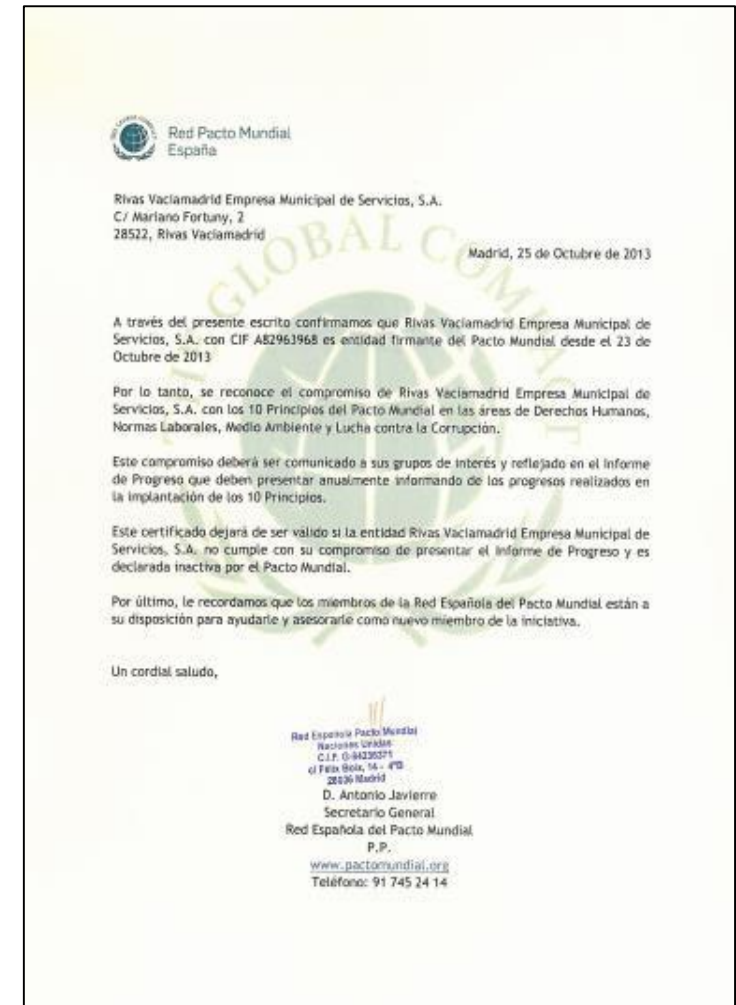 Red Pacto Mundial
España
Rivas Vaciamadrid Empresa Municipal de Servicios, S.A.
C/ Mariano Fortuny, 2
28522, Rivas Vaciamadrid
Madrid, 25 de Octubre de 2013
GLOBAL COMPACT
A través del presente escrito confirmamos que Rivas Vaciamadrid Empresa Municipal de
Servicios, S.A. con CIF A82963968 es entidad firmante del Pacto Mundial desde el 23 de
Octubre de 2013
Por lo tanto, se reconoce el compromiso de Rivas Vaciamadrid Empresa Municipal de
Servicios, S.A. con los 10 Principios del Pacto Mundial en las áreas de Derechos Humanos,
Normas Laborales, Medio Ambiente y Lucha contra la Corrupción.
Este compromiso deberá ser comunicado a sus grupos de interés y reflejado en el Informe
de Progreso que deben presentar anualmente informando de los progresos realizados en
la implantación de los 10 Principios.
Este certificado dejará de ser válido si la entidad Rivas Vaciamadrid Empresa Municipal de
Servicios, S.A. no cumple con su compromiso de presentar el Informe de Progreso y es
declarada inactiva por el Pacto Mundial.
Por último, le recordamos que los miembros de la Red Española del Pacto Mundial están a
su disposición para ayudarle y asesorarle como nuevo miembro de la iniciativa.
Un cordial saludo,
Red Española Pacto Mundial
Naciones Unidas
C.I.F.
c/ Félix Boix, 14 - 4ºB
28036 Madrid
D. Antonio Javierre
Secretario General
Red Española del Pacto Mundial
P.P.
www.pactomundial.org
Teléfono: 91 745 24 14